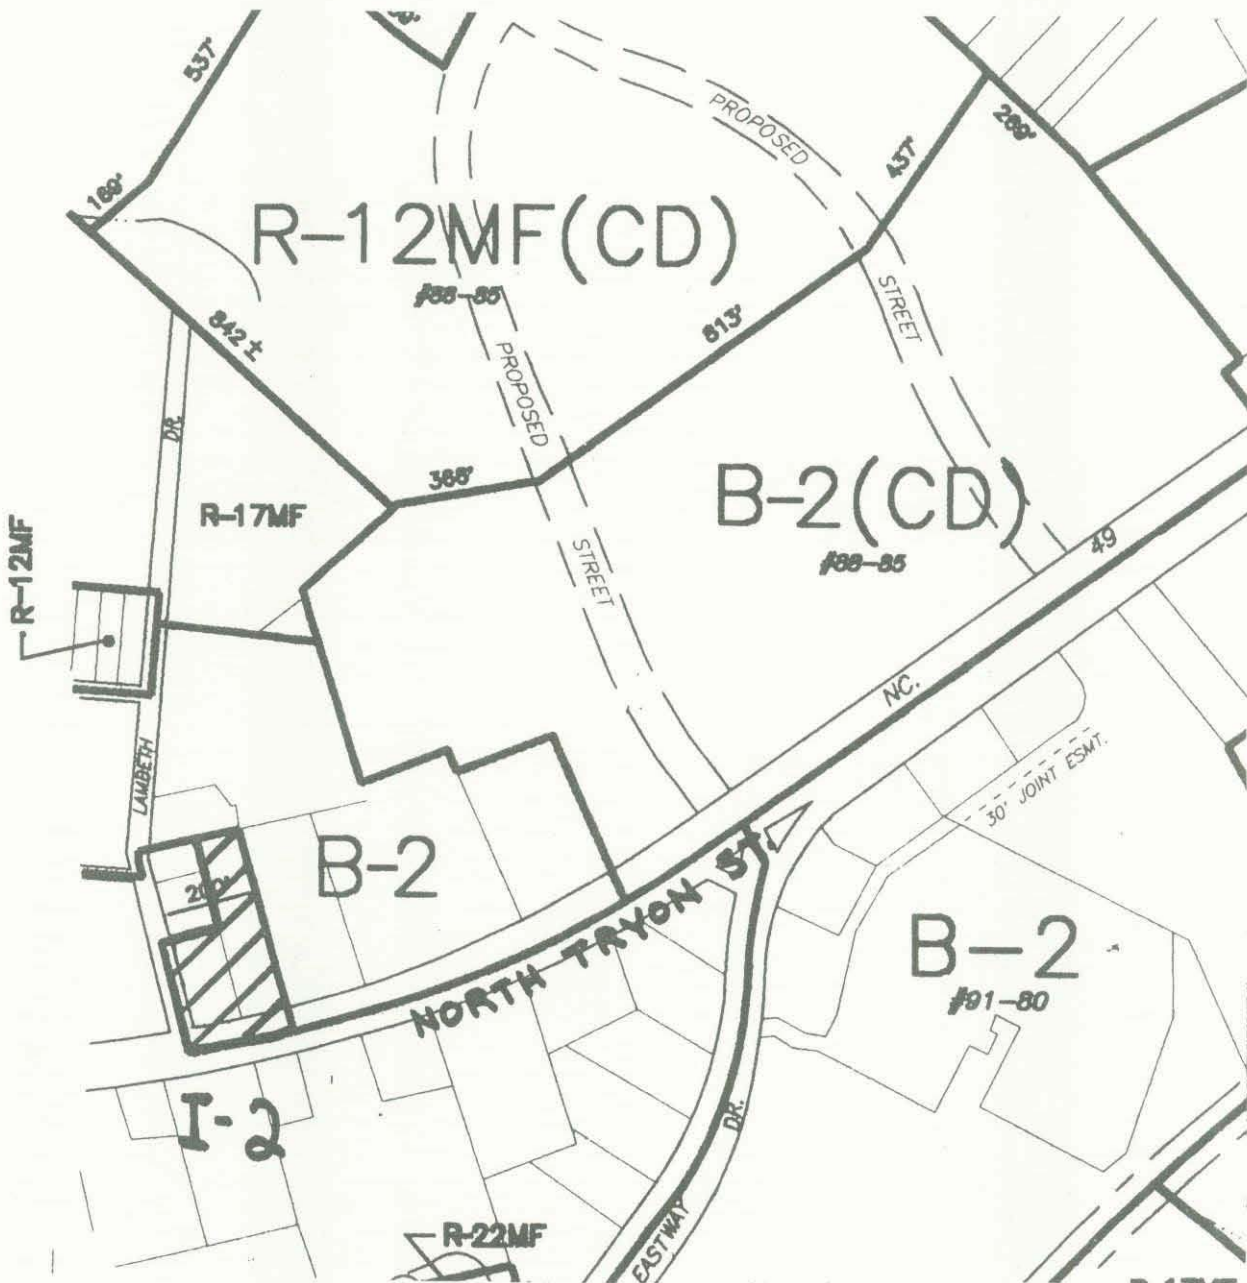 537'
169'
PROPOSED
437'
269'
R-12MF(CD)
#88-85
842'±
813'
STREET
PROPOSED
DR.
368'
R-17MF
B-2(CD)
#88-85
49
R-12MF
STREET
NC.
LAMBETH
30' JOINT ESMT.
B-2
200'
NORTH TRYON ST.
B-2
#91-80
I-2
DR.
R-22MF
EASTWAY